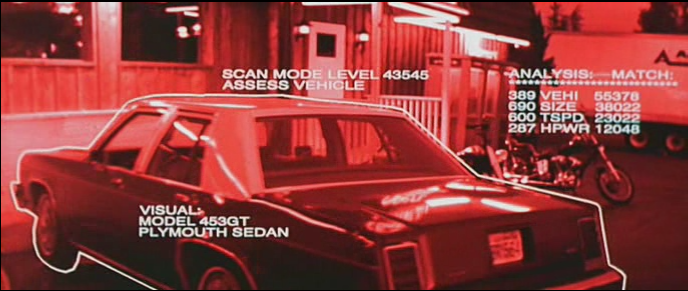 SCAN MODE LEVEL 43545
ASSESS VEHICLE
ANALYSIS: MATCH:
*********************
389 VEHI 55378
690 SIZE 38022
600 TSPD 23022
287 HPWR 12048
VISUAL:
MODEL 453GT
PLYMOUTH SEDAN